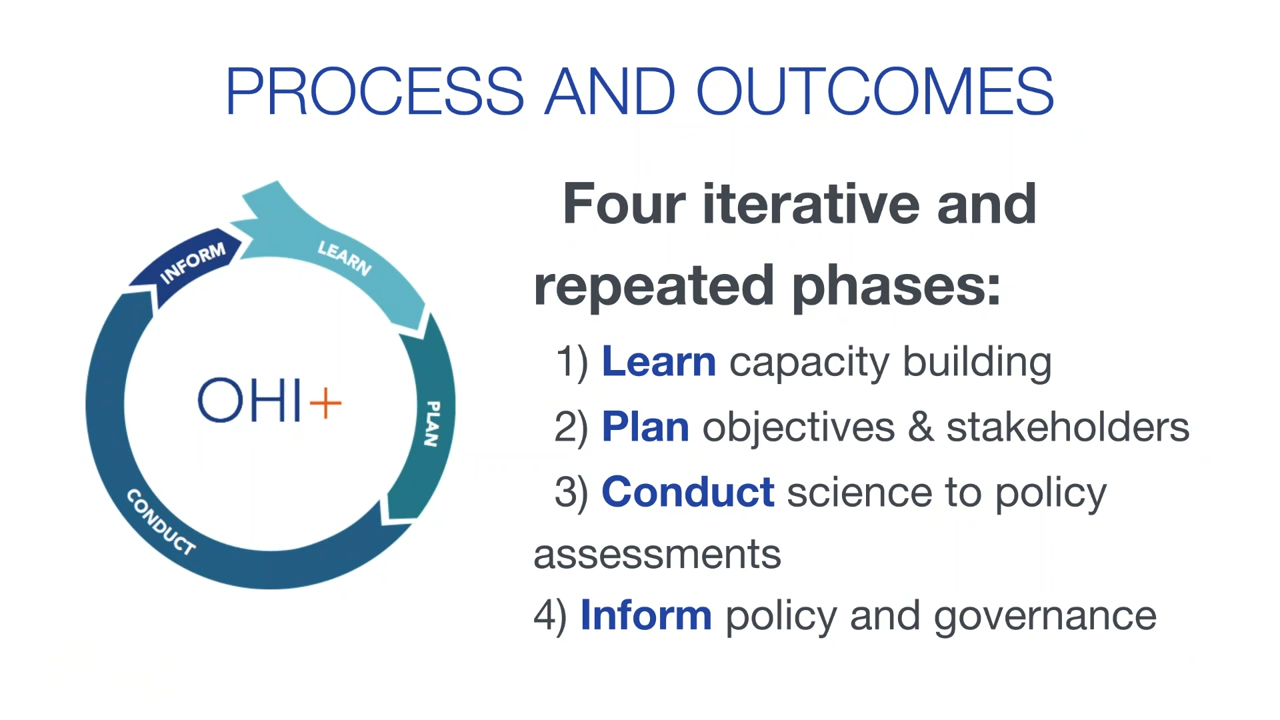 PROCESS AND OUTCOMES
INFORM
LEARN
PLAN
CONDUCT
OHI+
Four iterative and
repeated phases:
1) Learn capacity building
2) Plan objectives & stakeholders
3) Conduct science to policy
assessments
4) Inform policy and governance